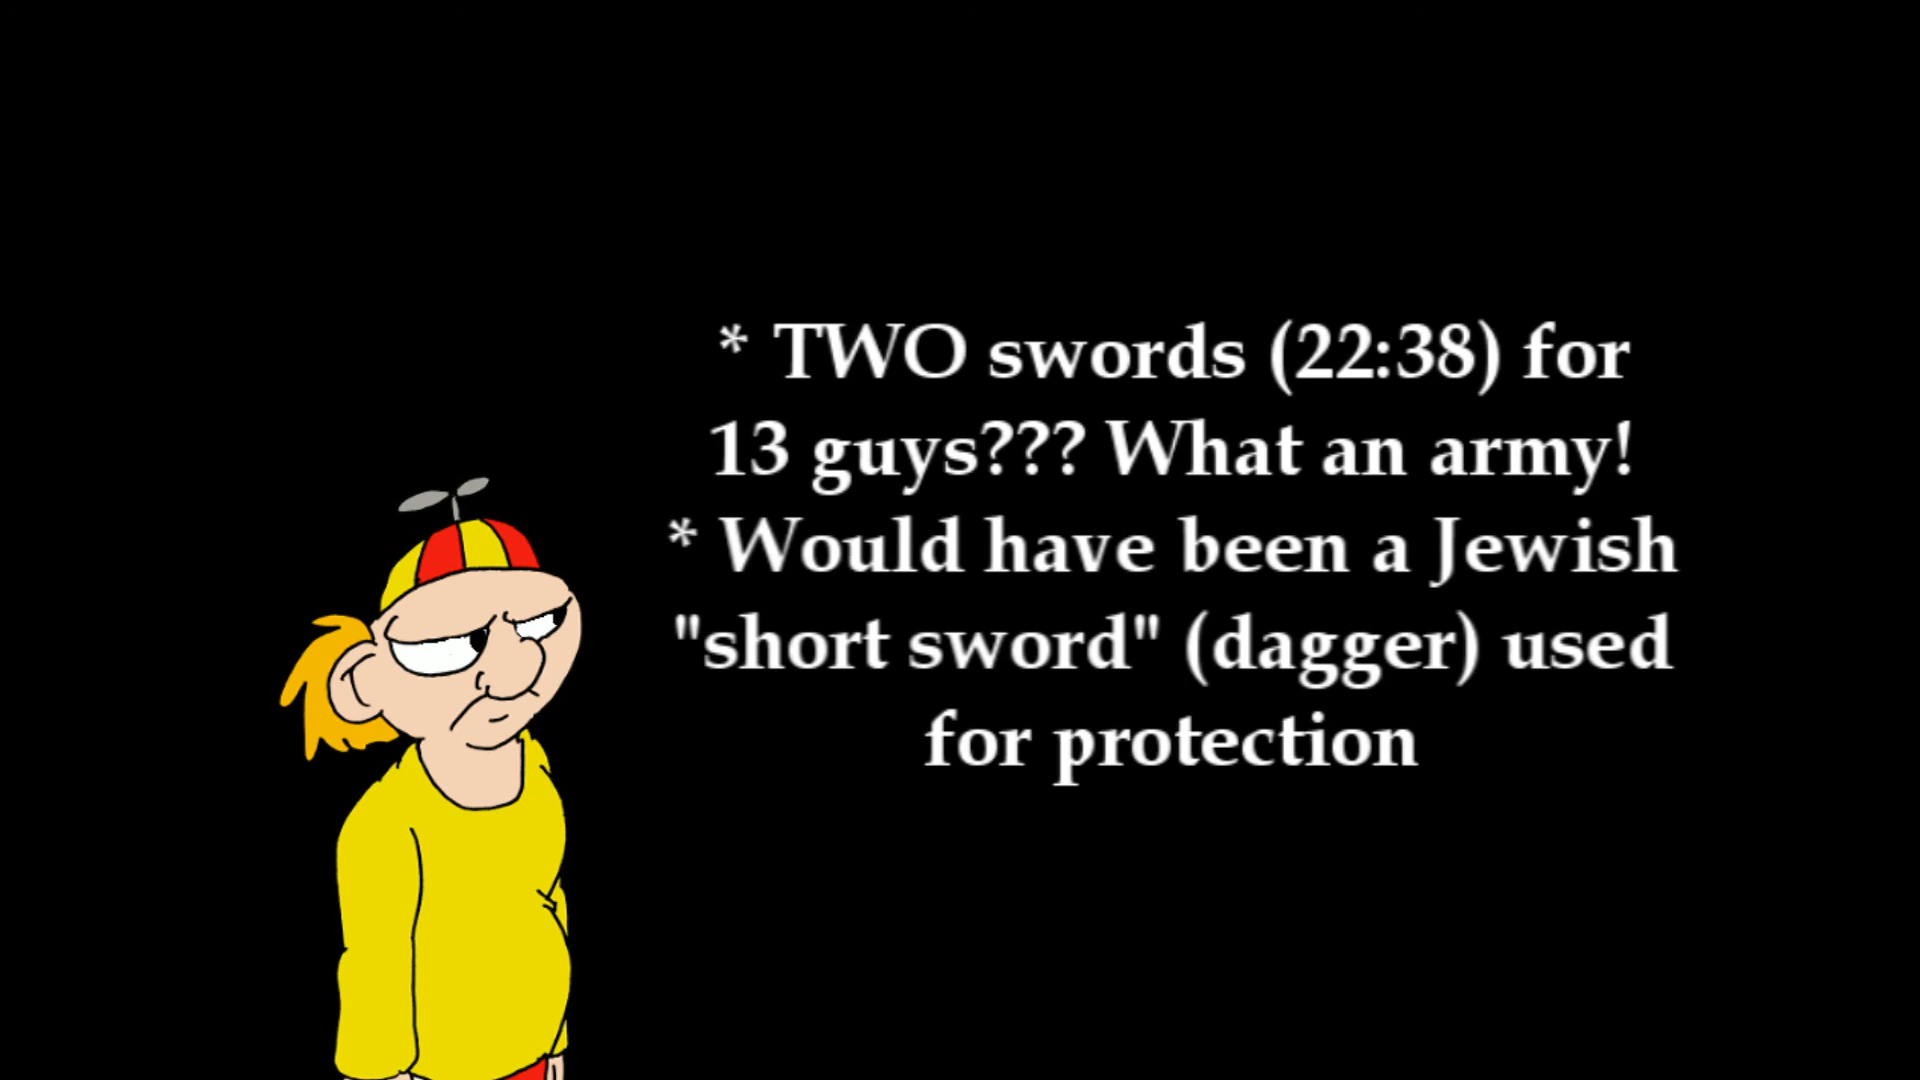 * TWO swords (22:38) for
13 guys??? What an army!
* Would have been a Jewish
"short sword" (dagger) used
for protection